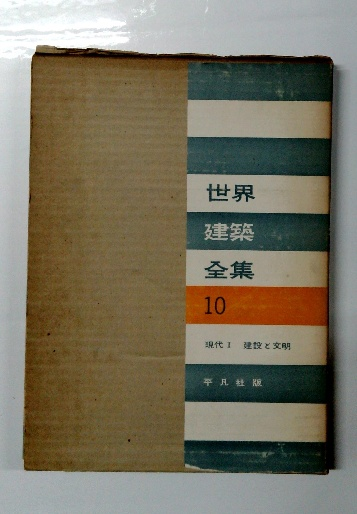 世界
建築
全集
10
現代 I 建設と文明
平凡社版